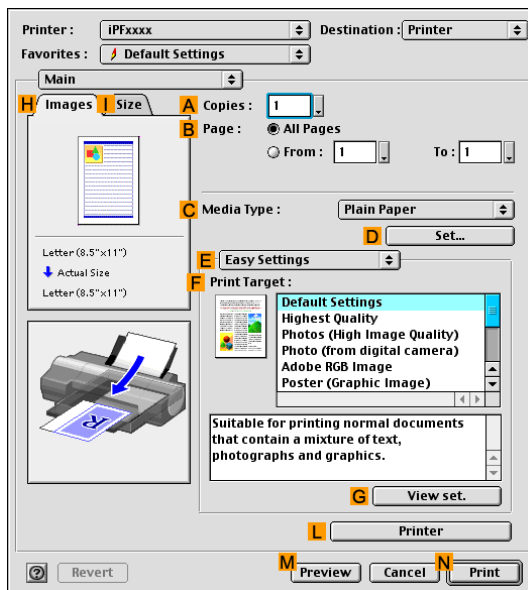 Printer : iPFxxxx Destination : Printer
Favorites : Default Settings
Main
H Images I Size
A Copies : 1
B Page : All Pages
From : 1 To : 1
C Media Type : Plain Paper
D Set...
Letter (8.5"x11")
Actual Size
Letter (8.5"x11")
E Easy Settings
F Print Target :
Default Settings
Highest Quality
Photos (High Image Quality)
Photo (from digital camera)
Adobe RGB Image
Poster (Graphic Image)
R
Suitable for printing normal documents
that contain a mixture of text,
photographs and graphics.
G View set.
L Printer
? Revert M Preview Cancel N Print